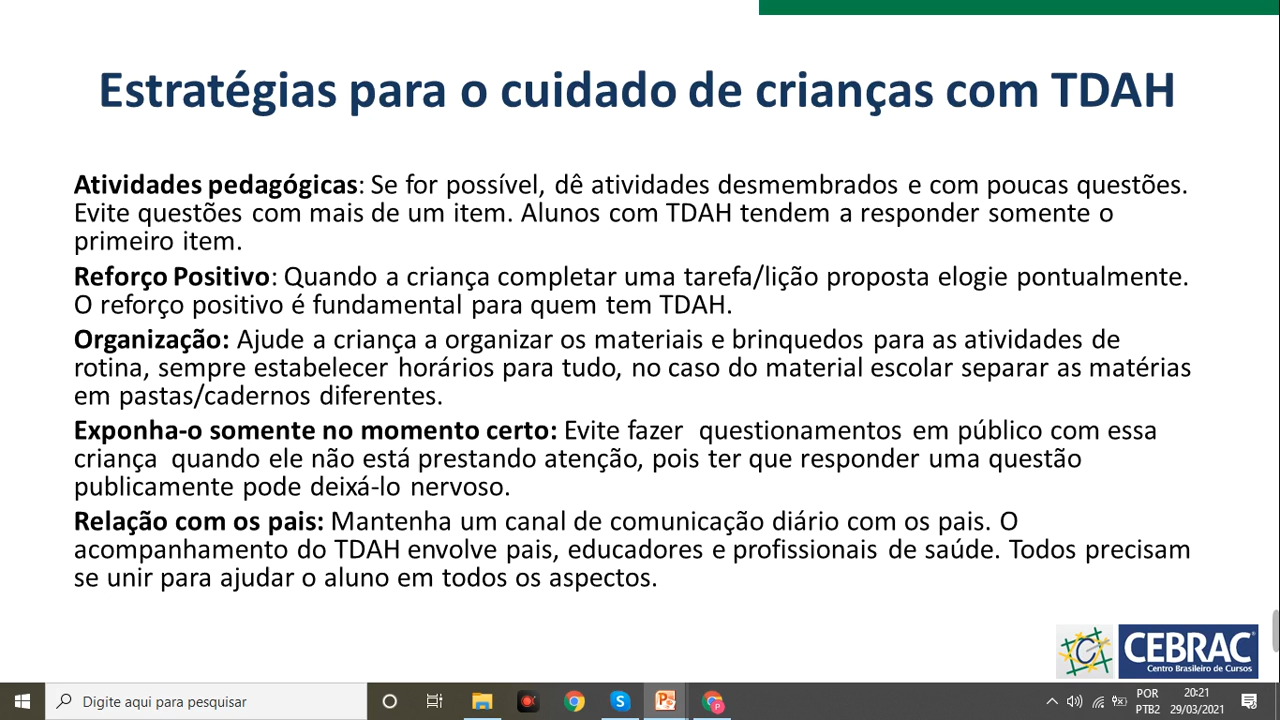 Estratégias para o cuidado de crianças com TDAH
Atividades pedagógicas: Se for possível, dê atividades desmembrados e com poucas questões.
Evite questões com mais de um item. Alunos com TDAH tendem a responder somente o
primeiro item.
Reforço Positivo: Quando a criança completar uma tarefa/lição proposta elogie pontualmente.
O reforço positivo é fundamental para quem tem TDAH.
Organização: Ajude a criança a organizar os materiais e brinquedos para as atividades de
rotina, sempre estabelecer horários para tudo, no caso do material escolar separar as matérias
em pastas/cadernos diferentes.
Exponha-o somente no momento certo: Evite fazer questionamentos em público com essa
criança quando ele não está prestando atenção, pois ter que responder uma questão
publicamente pode deixá-lo nervoso.
Relação com os pais: Mantenha um canal de comunicação diário com os pais. O
acompanhamento do TDAH envolve pais, educadores e profissionais de saúde. Todos precisam
se unir para ajudar o aluno em todos os aspectos.
C CEBRAC®
Centro Brasileiro de Cursos
Digite aqui para pesquisar
POR
PTB2
20:21
29/03/2021